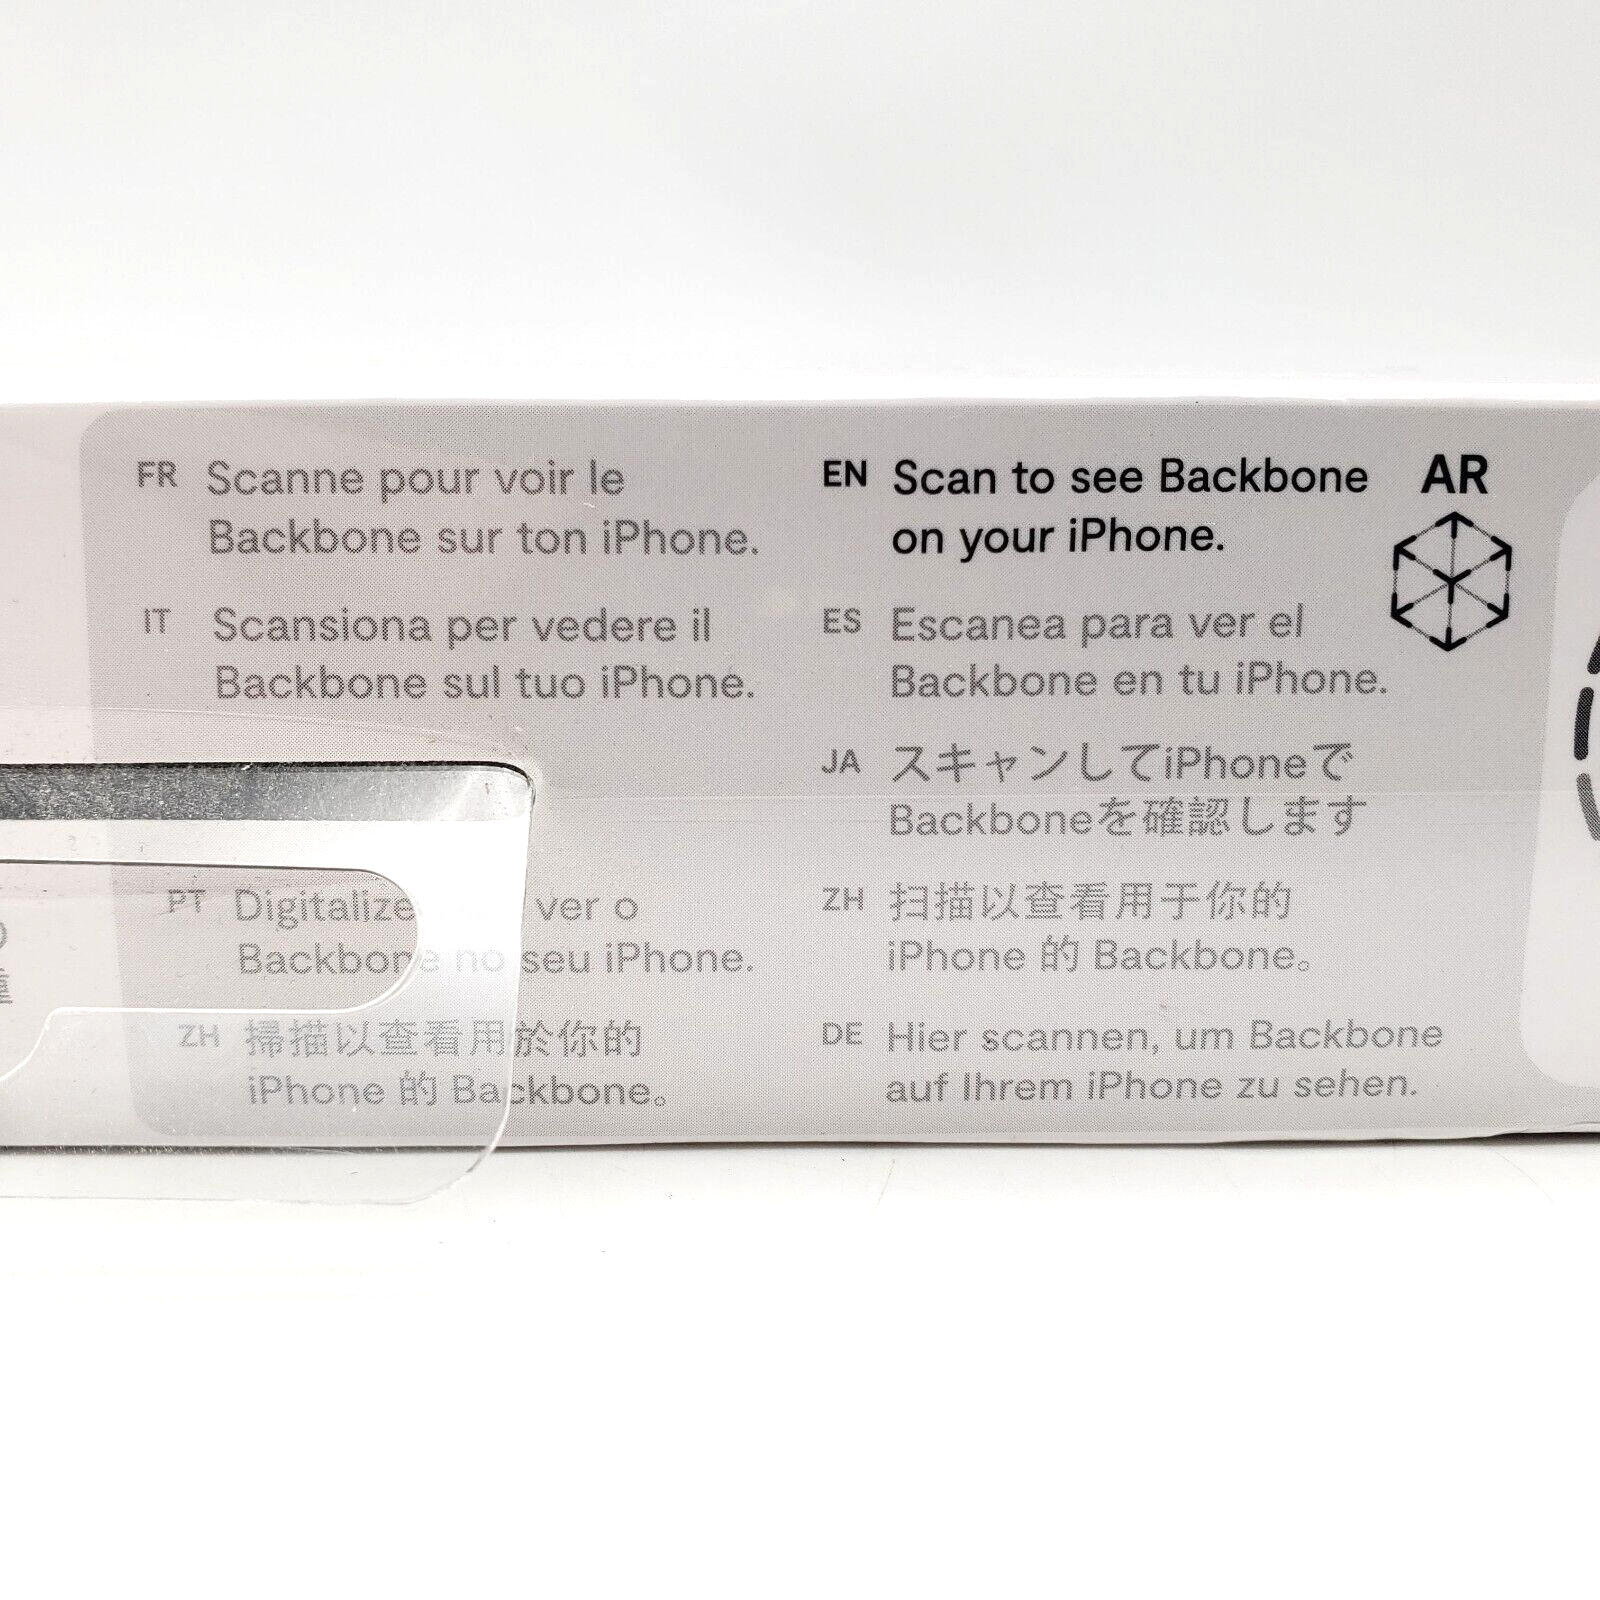 FR Scanne pour voir le
Backbone sur ton iPhone.
IT Scansiona per vedere il
Backbone sul tuo iPhone.
PT Digitalize ver o
Backbone no seu iPhone.
ZH 掃描以查看用於你的
iPhone 的 Backbone。
EN Scan to see Backbone
on your iPhone.
ES Escanea para ver el
Backbone en tu iPhone.
JA スキャンしてiPhoneで
Backboneを確認します
ZH 扫描以查看用于你的
iPhone 的 Backbone。
DE Hier scannen, um Backbone
auf Ihrem iPhone zu sehen.
AR